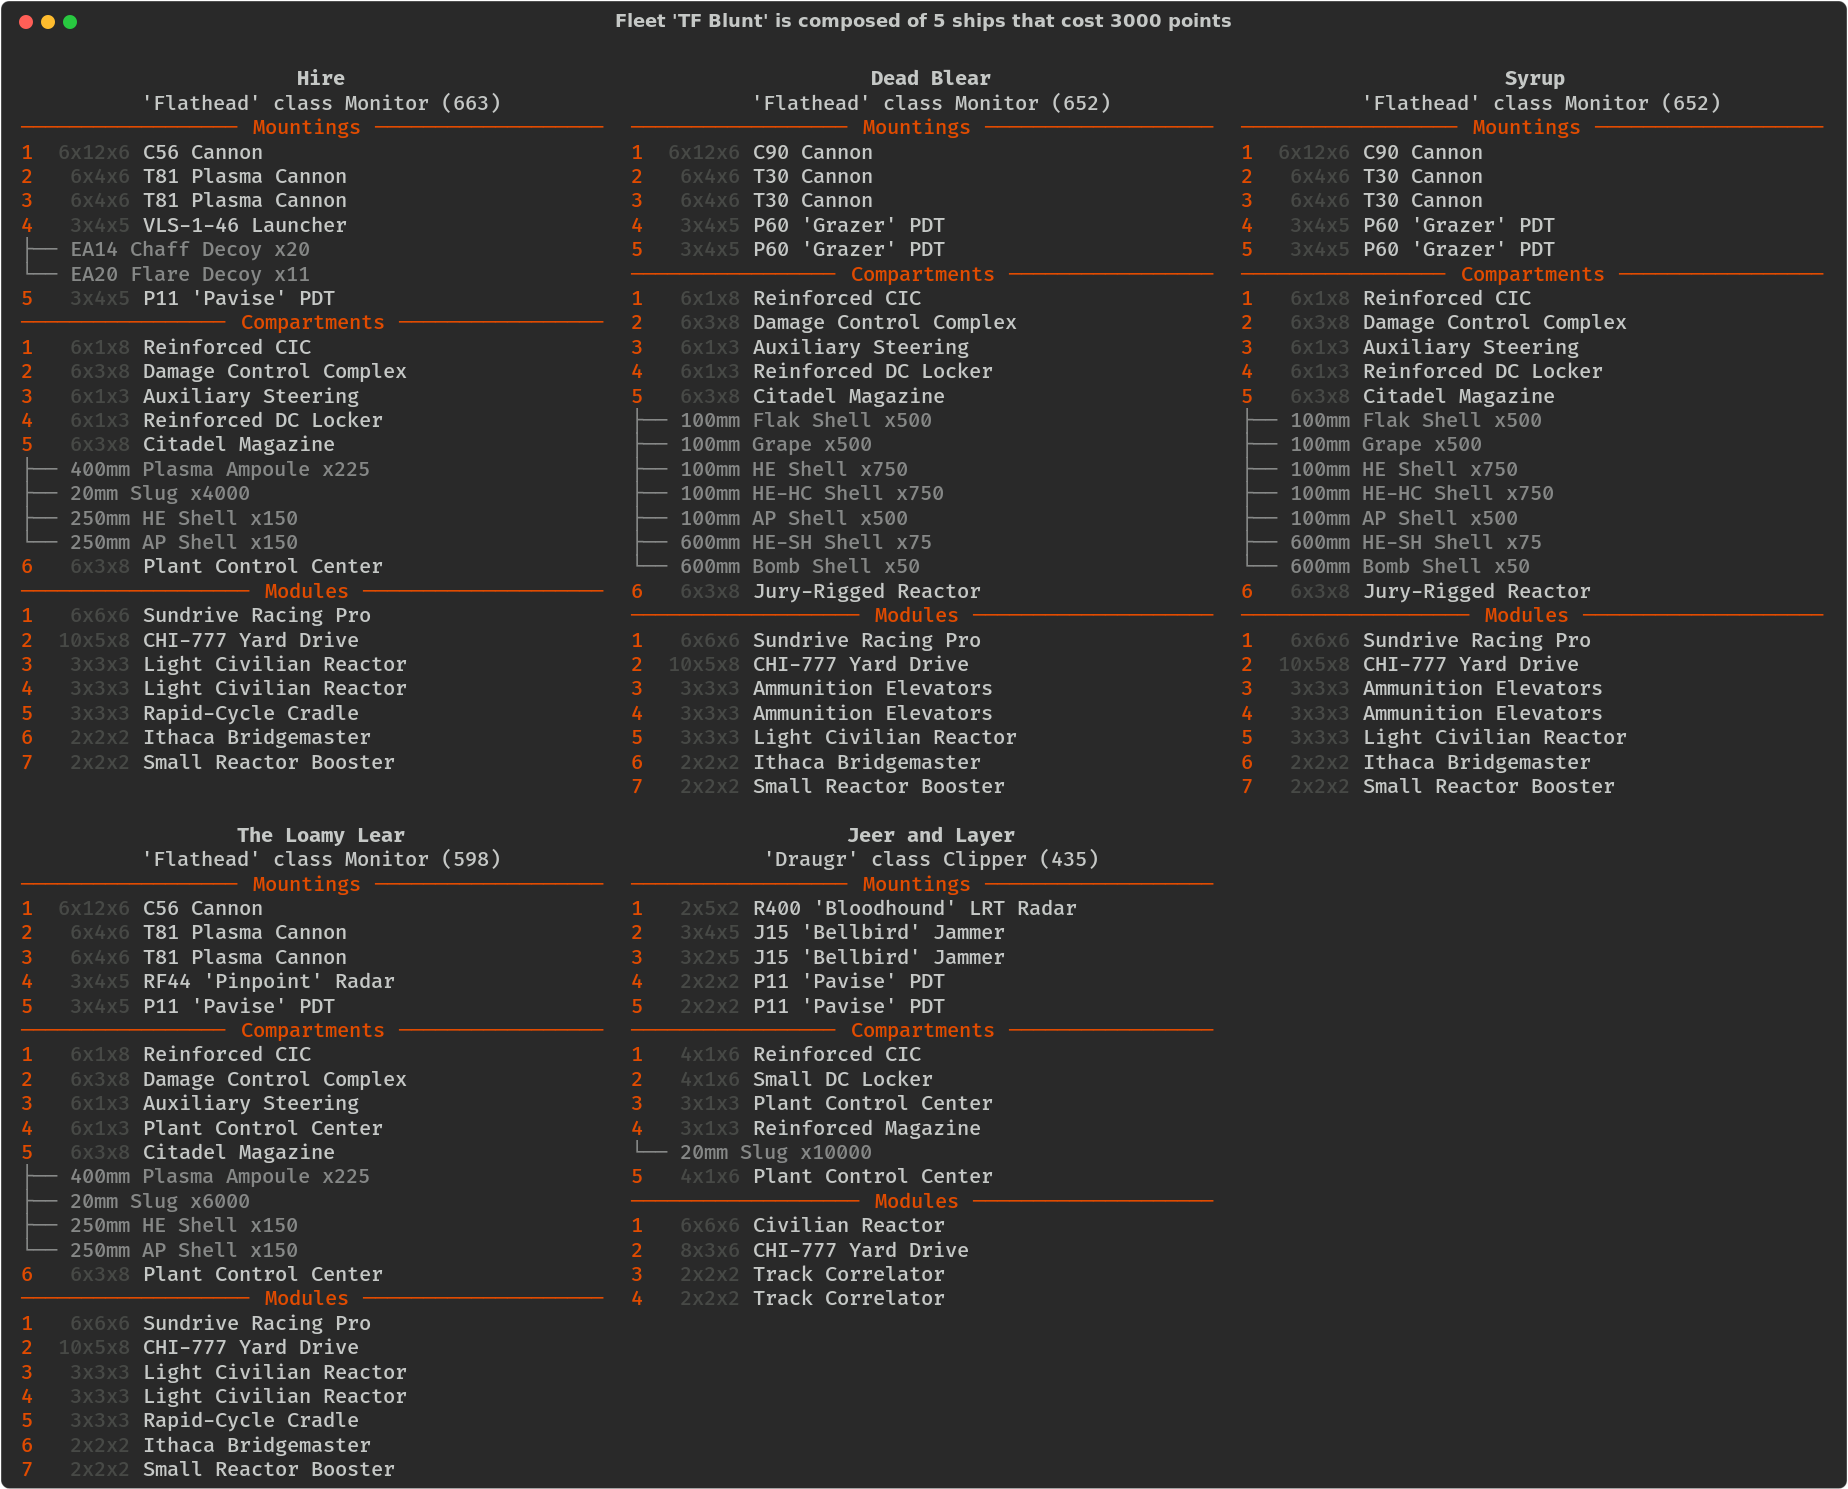 Fleet 'TF Blunt' is composed of 5 ships that cost 3000 points
Hire
'Flathead' class Monitor (663)
Mountings
1 6x12x6 C56 Cannon
2 6x4x6 T81 Plasma Cannon
3 6x4x6 T81 Plasma Cannon
4 3x4x5 VLS-1-46 Launcher
EA14 Chaff Decoy x20
EA20 Flare Decoy x11
5 3x4x5 P11 'Pavise' PDT
Compartments
1 6x1x8 Reinforced CIC
2 6x3x8 Damage Control Complex
3 6x1x3 Auxiliary Steering
4 6x1x3 Reinforced DC Locker
5 6x3x8 Citadel Magazine
400mm Plasma Ampoule x225
20mm Slug x4000
250mm HE Shell x150
250mm AP Shell x150
6 6x3x8 Plant Control Center
Modules
1 6x6x6 Sundrive Racing Pro
2 10x5x8 CHI-777 Yard Drive
3 3x3x3 Light Civilian Reactor
4 3x3x3 Light Civilian Reactor
5 3x3x3 Rapid-Cycle Cradle
6 2x2x2 Ithaca Bridgemaster
7 2x2x2 Small Reactor Booster
Dead Blear
'Flathead' class Monitor (652)
Mountings
1 6x12x6 C90 Cannon
2 6x4x6 T30 Cannon
3 6x4x6 T30 Cannon
4 3x4x5 P60 'Grazer' PDT
5 3x4x5 P60 'Grazer' PDT
Compartments
1 6x1x8 Reinforced CIC
2 6x3x8 Damage Control Complex
3 6x1x3 Auxiliary Steering
4 6x1x3 Reinforced DC Locker
5 6x3x8 Citadel Magazine
100mm Flak Shell x500
100mm Grape x500
100mm HE Shell x750
100mm HE-HC Shell x750
100mm AP Shell x500
600mm HE-SH Shell x75
600mm Bomb Shell x50
6 6x3x8 Jury-Rigged Reactor
Modules
1 6x6x6 Sundrive Racing Pro
2 10x5x8 CHI-777 Yard Drive
3 3x3x3 Ammunition Elevators
4 3x3x3 Ammunition Elevators
5 3x3x3 Light Civilian Reactor
6 2x2x2 Ithaca Bridgemaster
7 2x2x2 Small Reactor Booster
Syrup
'Flathead' class Monitor (652)
Mountings
1 6x12x6 C90 Cannon
2 6x4x6 T30 Cannon
3 6x4x6 T30 Cannon
4 3x4x5 P60 'Grazer' PDT
5 3x4x5 P60 'Grazer' PDT
Compartments
1 6x1x8 Reinforced CIC
2 6x3x8 Damage Control Complex
3 6x1x3 Auxiliary Steering
4 6x1x3 Reinforced DC Locker
5 6x3x8 Citadel Magazine
100mm Flak Shell x500
100mm Grape x500
100mm HE Shell x750
100mm HE-HC Shell x750
100mm AP Shell x500
600mm HE-SH Shell x75
600mm Bomb Shell x50
6 6x3x8 Jury-Rigged Reactor
Modules
1 6x6x6 Sundrive Racing Pro
2 10x5x8 CHI-777 Yard Drive
3 3x3x3 Ammunition Elevators
4 3x3x3 Ammunition Elevators
5 3x3x3 Light Civilian Reactor
6 2x2x2 Ithaca Bridgemaster
7 2x2x2 Small Reactor Booster
The Loamy Lear
'Flathead' class Monitor (598)
Mountings
1 6x12x6 C56 Cannon
2 6x4x6 T81 Plasma Cannon
3 6x4x6 T81 Plasma Cannon
4 3x4x5 RF44 'Pinpoint' Radar
5 3x4x5 P11 'Pavise' PDT
Compartments
1 6x1x8 Reinforced CIC
2 6x3x8 Damage Control Complex
3 6x1x3 Auxiliary Steering
4 6x1x3 Plant Control Center
5 6x3x8 Citadel Magazine
400mm Plasma Ampoule x225
20mm Slug x6000
250mm HE Shell x150
250mm AP Shell x150
6 6x3x8 Plant Control Center
Modules
1 6x6x6 Sundrive Racing Pro
2 10x5x8 CHI-777 Yard Drive
3 3x3x3 Light Civilian Reactor
4 3x3x3 Light Civilian Reactor
5 3x3x3 Rapid-Cycle Cradle
6 2x2x2 Ithaca Bridgemaster
7 2x2x2 Small Reactor Booster
Jeer and Layer
'Draugr' class Clipper (435)
Mountings
1 2x5x2 R400 'Bloodhound' LRT Radar
2 3x4x5 J15 'Bellbird' Jammer
3 3x2x5 J15 'Bellbird' Jammer
4 2x2x2 P11 'Pavise' PDT
5 2x2x2 P11 'Pavise' PDT
Compartments
1 4x1x6 Reinforced CIC
2 4x1x6 Small DC Locker
3 3x1x3 Plant Control Center
4 3x1x3 Reinforced Magazine
20mm Slug x10000
5 4x1x6 Plant Control Center
Modules
1 6x6x6 Civilian Reactor
2 8x3x6 CHI-777 Yard Drive
3 2x2x2 Track Correlator
4 2x2x2 Track Correlator